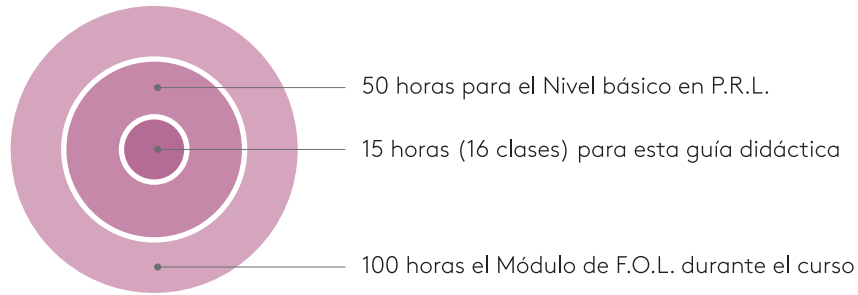 50 horas para el Nivel básico en P.R.L.
15 horas (16 clases) para esta guía didáctica
100 horas el Módulo de F.O.L. durante el curso